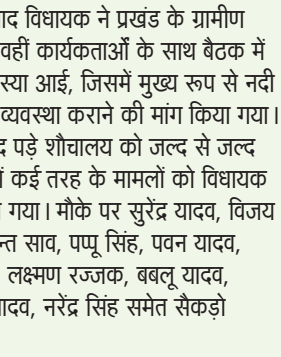 ाद विधायक ने प्रखंड के ग्रामीण
वहीं कार्यकर्ताओं के साथ बैठक में
स्या आई, जिसमें मुख्य रूप से नदी
व्यवस्था कराने की मांग किया गया।
द पड़े शौचालय को जल्द से जल्द
ं कई तरह के मामलों को विधायक
गया। मौके पर सुरेंद्र यादव, विजय
न्त साव, पप्पू सिंह, पवन यादव,
लक्ष्मण रज्जक, बबलू यादव,
ादव, नरेंद्र सिंह समेत सैकड़ो